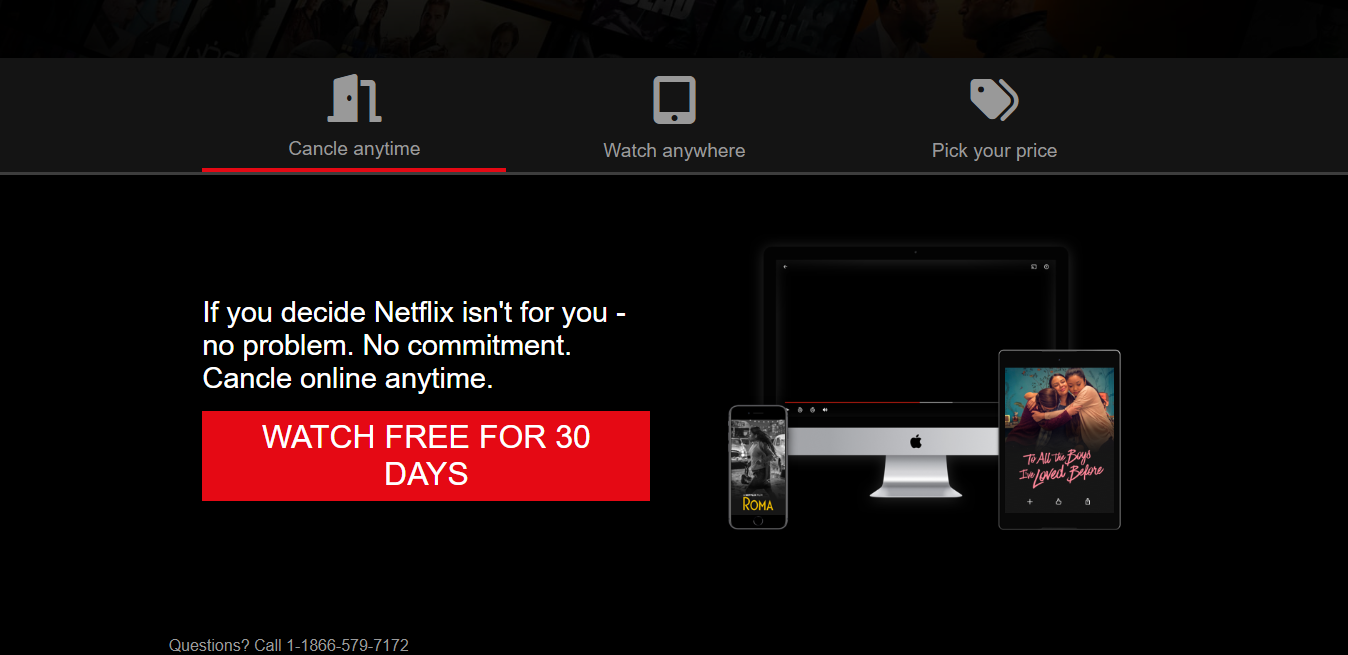 Cancle anytime
Watch anywhere
Pick your price
If you decide Netflix isn't for you -
no problem. No commitment.
Cancle online anytime.
WATCH FREE FOR 30
DAYS
To All the Boys
I've Loved Before
ROMA
Questions? Call 1-1866-579-7172